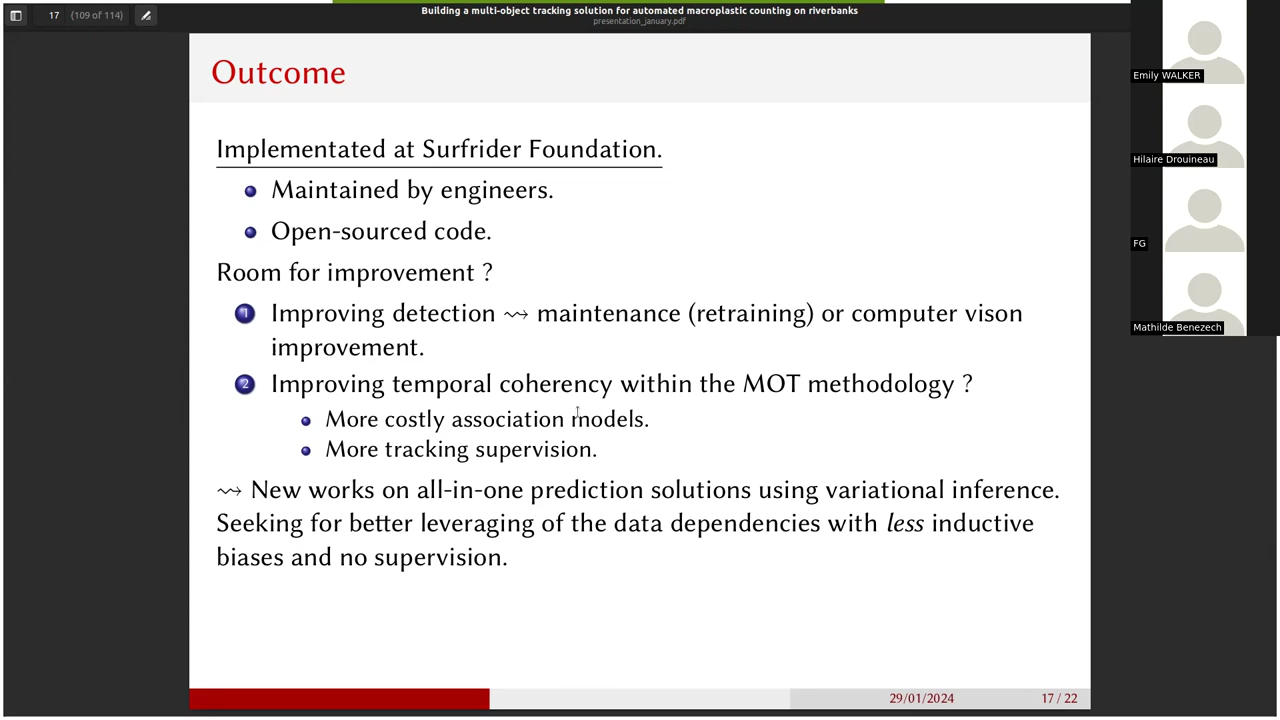 17 (109 of 114)
Building a multi-object tracking solution for automated macroplastic counting on riverbanks
presentation_january.pdf
Outcome
Implementated at Surfrider Foundation.
Maintained by engineers.
Open-sourced code.
Room for improvement ?
1 Improving detection ⇝ maintenance (retraining) or computer vison
improvement.
2 Improving temporal coherency within the MOT methodology ?
More costly association models.
More tracking supervision.
⇝ New works on all-in-one prediction solutions using variational inference.
Seeking for better leveraging of the data dependencies with less inductive
biases and no supervision.
29/01/2024 17 / 22
Emily WALKER
Hilaire Drouineau
FG
Mathilde Benezech